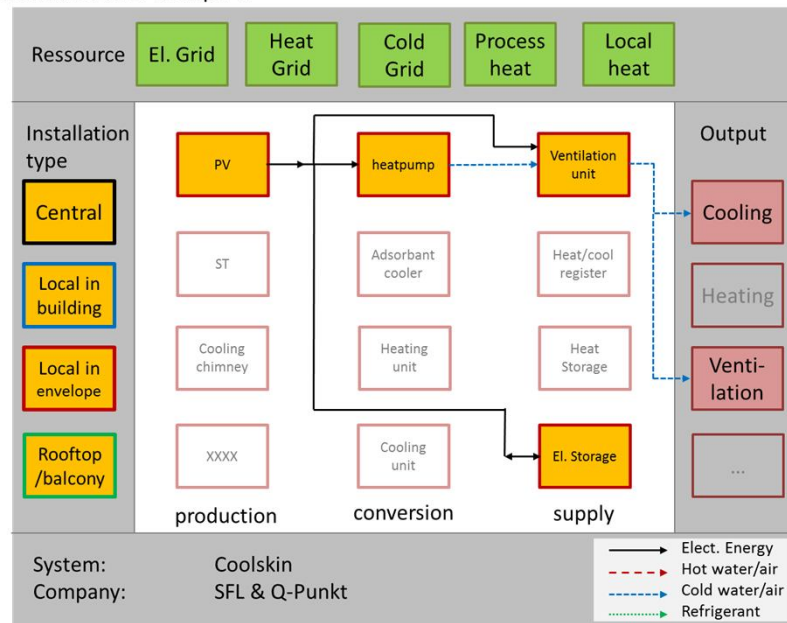 Ressource
El. Grid
Heat
Grid
Cold
Grid
Process
heat
Local
heat
Installation
type
Central
Local in
building
Local in
envelope
Rooftop
/balcony
PV
heatpump
Ventilation
unit
ST
Adsorbant
cooler
Heat/cool
register
Cooling
chimney
Heating
unit
Heat
Storage
XXXX
Cooling
unit
El. Storage
production
conversion
supply
Output
Cooling
Heating
Venti-
lation
...
System:
Coolskin
Company:
SFL & Q-Punkt
Elect. Energy
Hot water/air
Cold water/air
Refrigerant